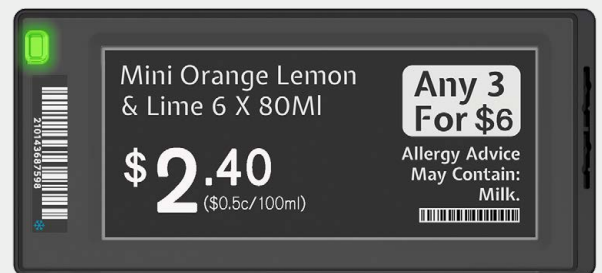 Mini Orange Lemon
& Lime 6 X 80Ml
$2.40
($0.5c/100ml)
Any 3
For $6
Allergy Advice
May Contain:
Milk.
210143687598